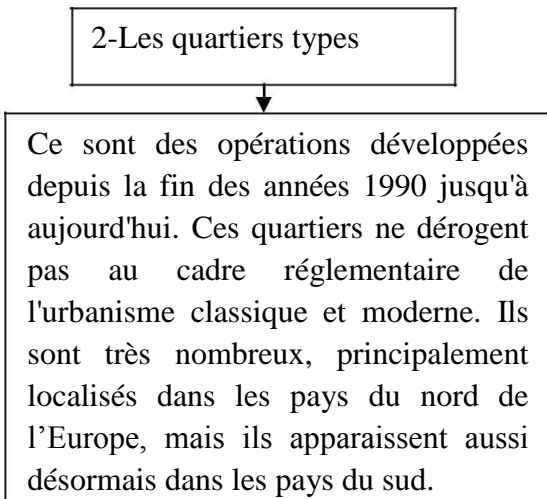 2-Les quartiers types
Ce sont des opérations développées
depuis la fin des années 1990 jusqu'à
aujourd'hui. Ces quartiers ne dérogent
pas au cadre réglementaire de
l'urbanisme classique et moderne. Ils
sont très nombreux, principalement
localisés dans les pays du nord de
l’Europe, mais ils apparaissent aussi
désormais dans les pays du sud.